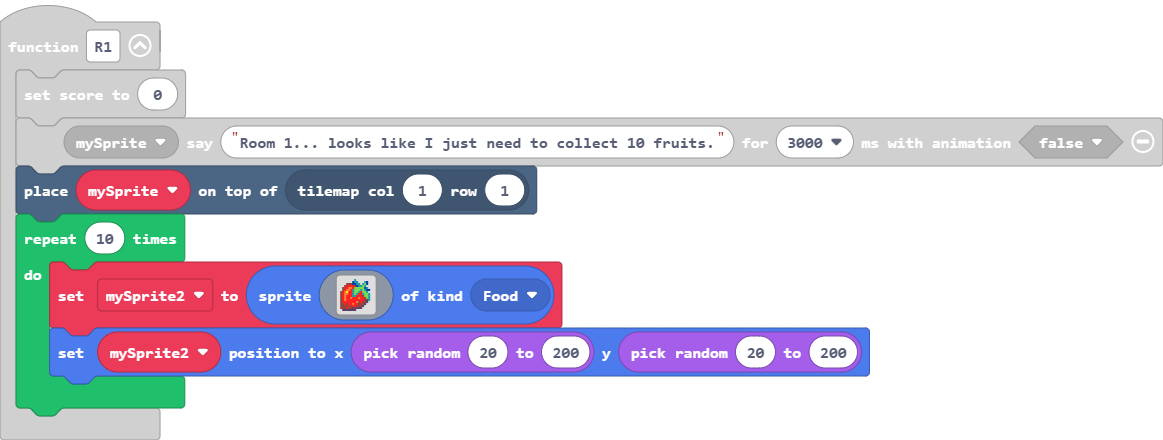 function R1
set score to 0
mySprite say "Room 1... looks like I just need to collect 10 fruits." for 3000 ms with animation false
place mySprite on top of tilemap col 1 row 1
repeat 10 times
do
set mySprite2 to sprite of kind Food
set mySprite2 position to x pick random 20 to 200 y pick random 20 to 200